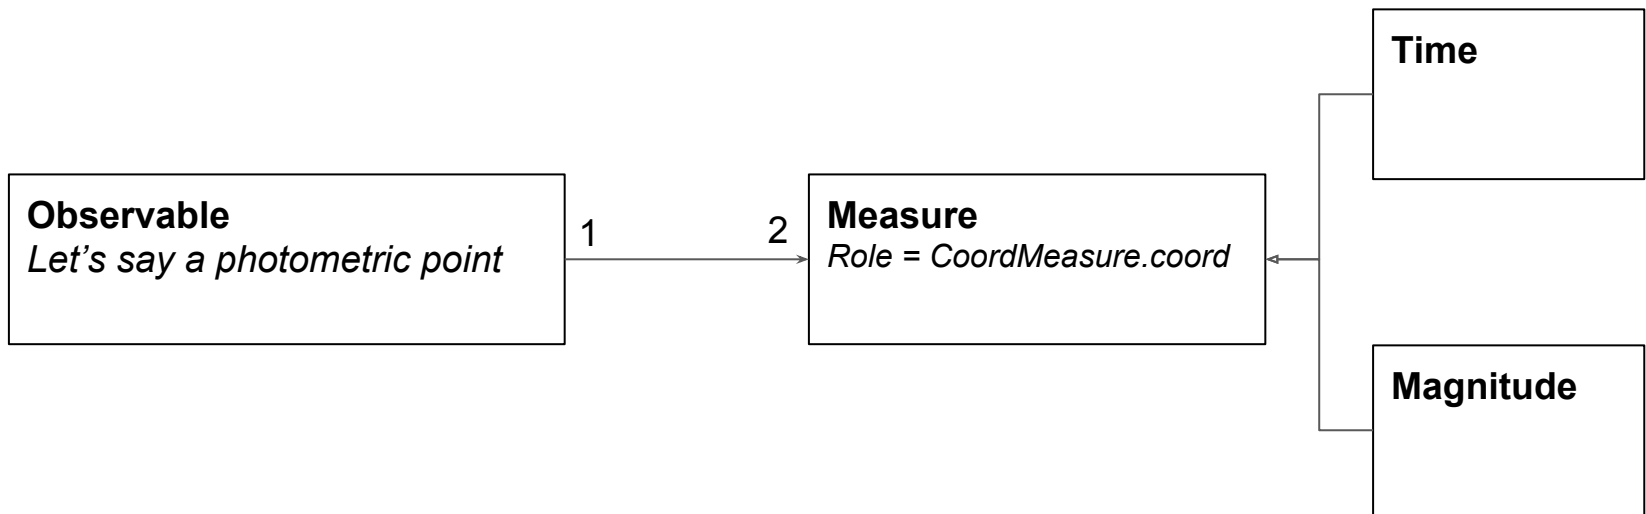 Observable
Let's say a photometric point
1
2
Measure
Role = CoordMeasure.coord
Time
Magnitude